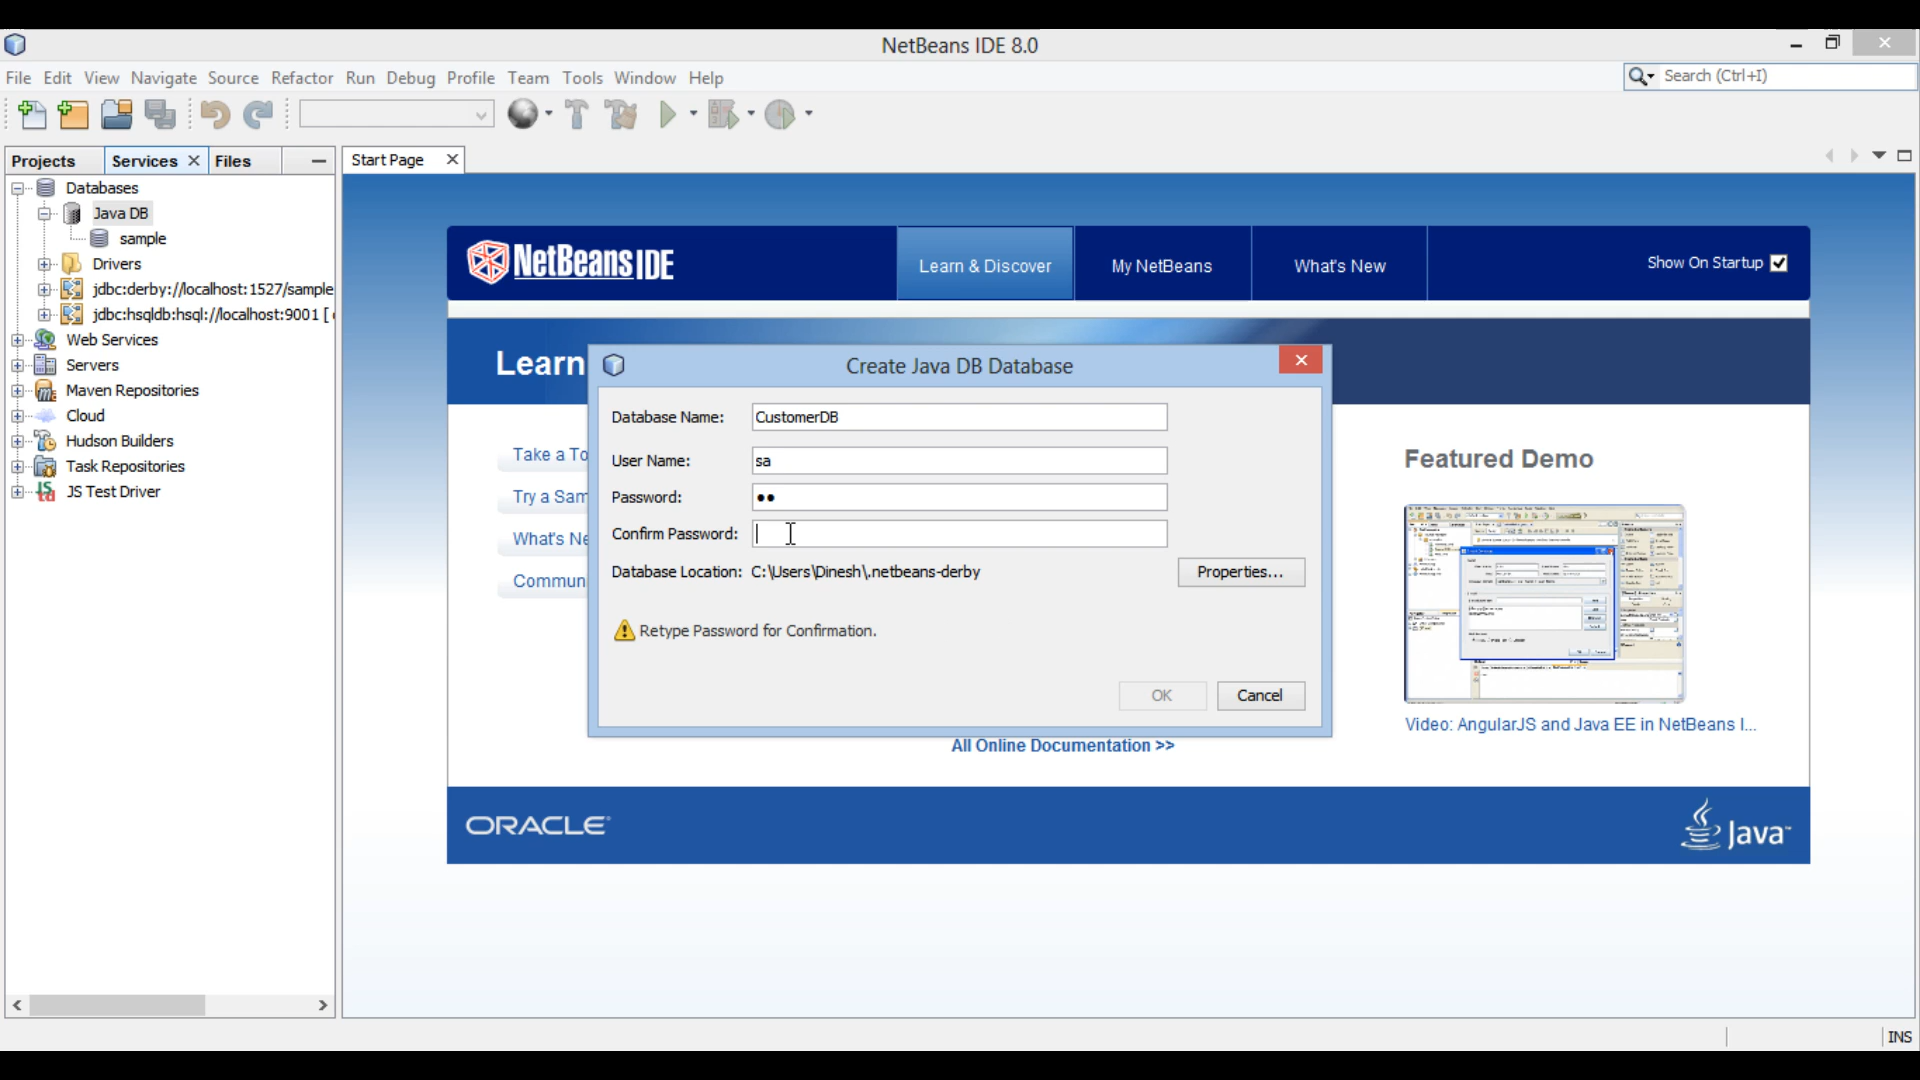 NetBeans IDE 8.0
File Edit View Navigate Source Refactor Run Debug Profile Team Tools Window Help
Search (Ctrl+I)
Projects Services Files
Start Page
Databases
Java DB
sample
Drivers
jdbc:derby://localhost:1527/sample
jdbc:hsqldb:hsql://localhost:9001 [
Web Services
Servers
Maven Repositories
Cloud
Hudson Builders
Task Repositories
JS Test Driver
NetBeans IDE
Learn & Discover
My NetBeans
What's New
Show On Startup
Learn
Take a To
Try a Sam
What's Ne
Commun
Create Java DB Database
Database Name: CustomerDB
User Name: sa
Password: ●●
Confirm Password:
Database Location: C:\Users\Dinesh\.netbeans-derby
Properties...
Retype Password for Confirmation.
OK Cancel
All Online Documentation >>
Featured Demo
Video: AngularJS and Java EE in NetBeans I...
ORACLE
Java
INS